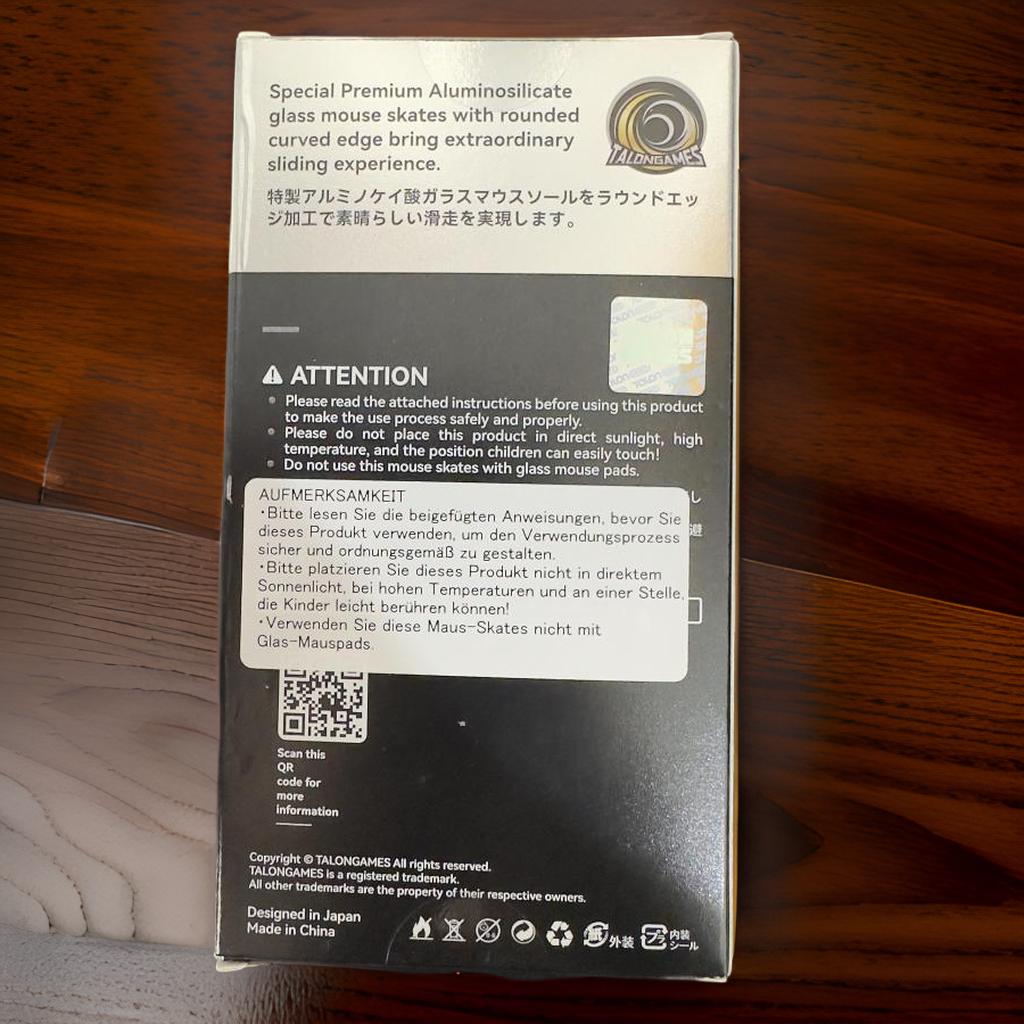 Special Premium Aluminosilicate
glass mouse skates with rounded
curved edge bring extraordinary
sliding experience.
TALONGAMES
特製アルミノケイ酸ガラスマウスソールをラウンドエッ
ジ加工で素晴らしい滑走を実現します。
ATTENTION
• Please read the attached instructions before using this product
to make the use process safely and properly.
• Please do not place this product in direct sunlight, high
temperature, and the position children can easily touch!
• Do not use this mouse skates with glass mouse pads.
し
避
AUFMERKSAMKEIT
・Bitte lesen Sie die beigefügten Anweisungen, bevor Sie
dieses Produkt verwenden, um den Verwendungsprozess
sicher und ordnungsgemäß zu gestalten.
・Bitte platzieren Sie dieses Produkt nicht in direktem
Sonnenlicht, bei hohen Temperaturen und an einer Stelle,
die Kinder leicht berühren können!
・Verwenden Sie diese Maus-Skates nicht mit
Glas-Mauspads.
Scan this
QR
code for
more
information
Copyright © TALONGAMES All rights reserved.
TALONGAMES is a registered trademark.
All other trademarks are the property of their respective owners.
Designed in Japan
Made in China
紙 外装
プラ 内装
シール